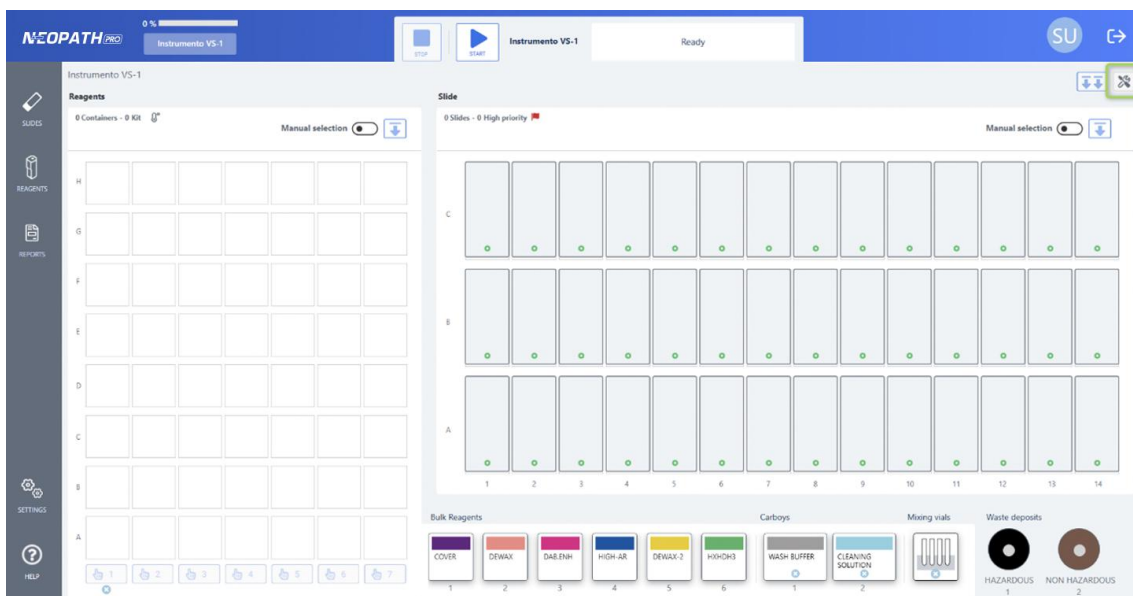 NEOPATH PRO
0 %
Instrumento VS-1
STOP
START
Instrumento VS-1
Ready
SU
SLIDES
REAGENTS
REPORTS
SETTINGS
HELP
Instrumento VS-1
Reagents
0 Containers - 0 Kit
Manual selection
H
G
F
E
D
C
B
A
1 2 3 4 5 6 7
Slide
0 Slides - 0 High priority
Manual selection
C
B
A
1 2 3 4 5 6 7 8 9 10 11 12 13 14
Bulk Reagents
COVER DEWAX DAB.ENH HIGH-AR DEWAX-2 HXHDH3
1 2 3 4 5 6
Carboys
WASH BUFFER
CLEANING
SOLUTION
1 2
Mixing vials
Waste deposits
HAZARDOUS NON HAZARDOUS
1 2